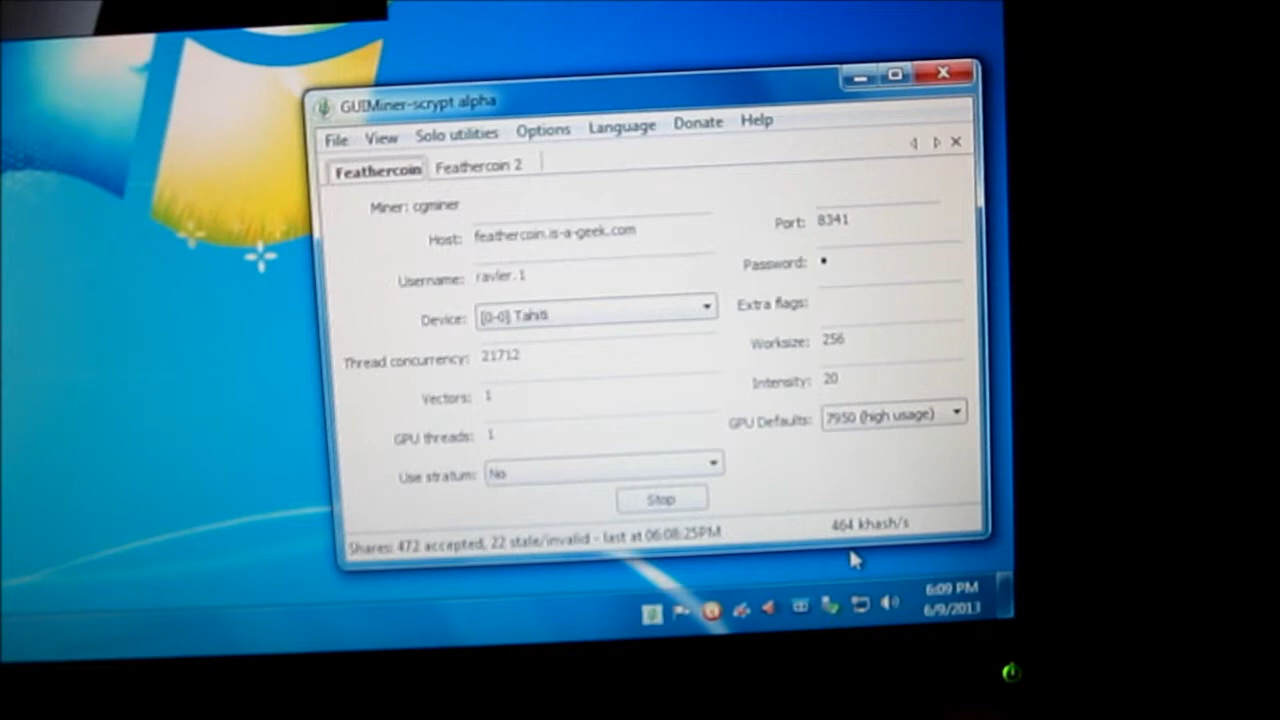 GUIMiner-scrypt alpha
File View Solo utilities Options Language Donate Help
Feathercoin Feathercoin 2
Miner: cgminer
Host: feathercoin.is-a-geek.com Port: 8341
Username: ravler.1 Password: •
Device: [0-0] Tahiti Extra flags:
Thread concurrency: 21712 Worksize: 256
Vectors: 1 Intensity: 20
GPU threads: 1 GPU Defaults: 7950 (high usage)
Use stratum: No
Stop
Shares: 472 accepted, 22 stale/invalid - last at 06:08:25PM 464 khash/s
6:09 PM
6/9/2013